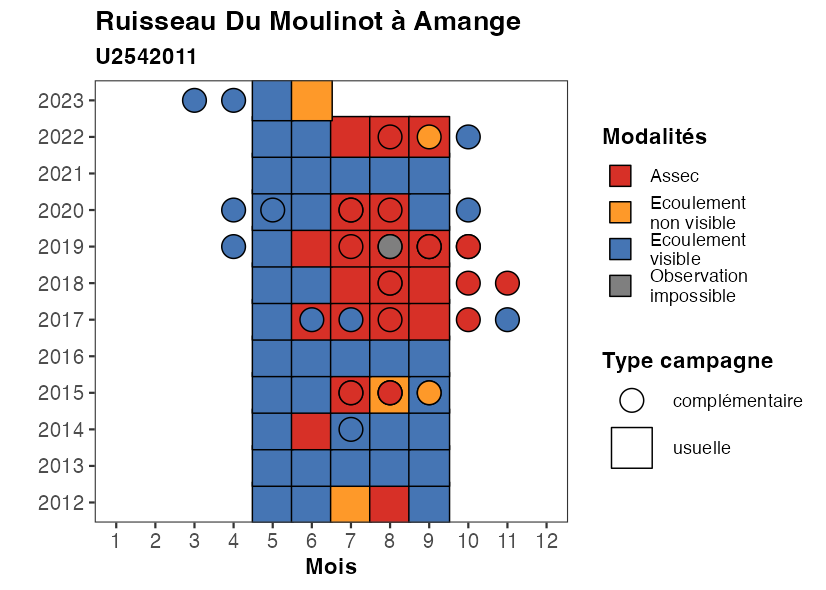 Ruisseau Du Moulinot à Amange
U2542011
2023
2022
2021
2020
2019
2018
2017
2016
2015
2014
2013
2012
1 2 3 4 5 6 7 8 9 10 11 12
Mois
Modalités
Assec
Ecoulement
non visible
Ecoulement
visible
Observation
impossible
Type campagne
complémentaire
usuelle